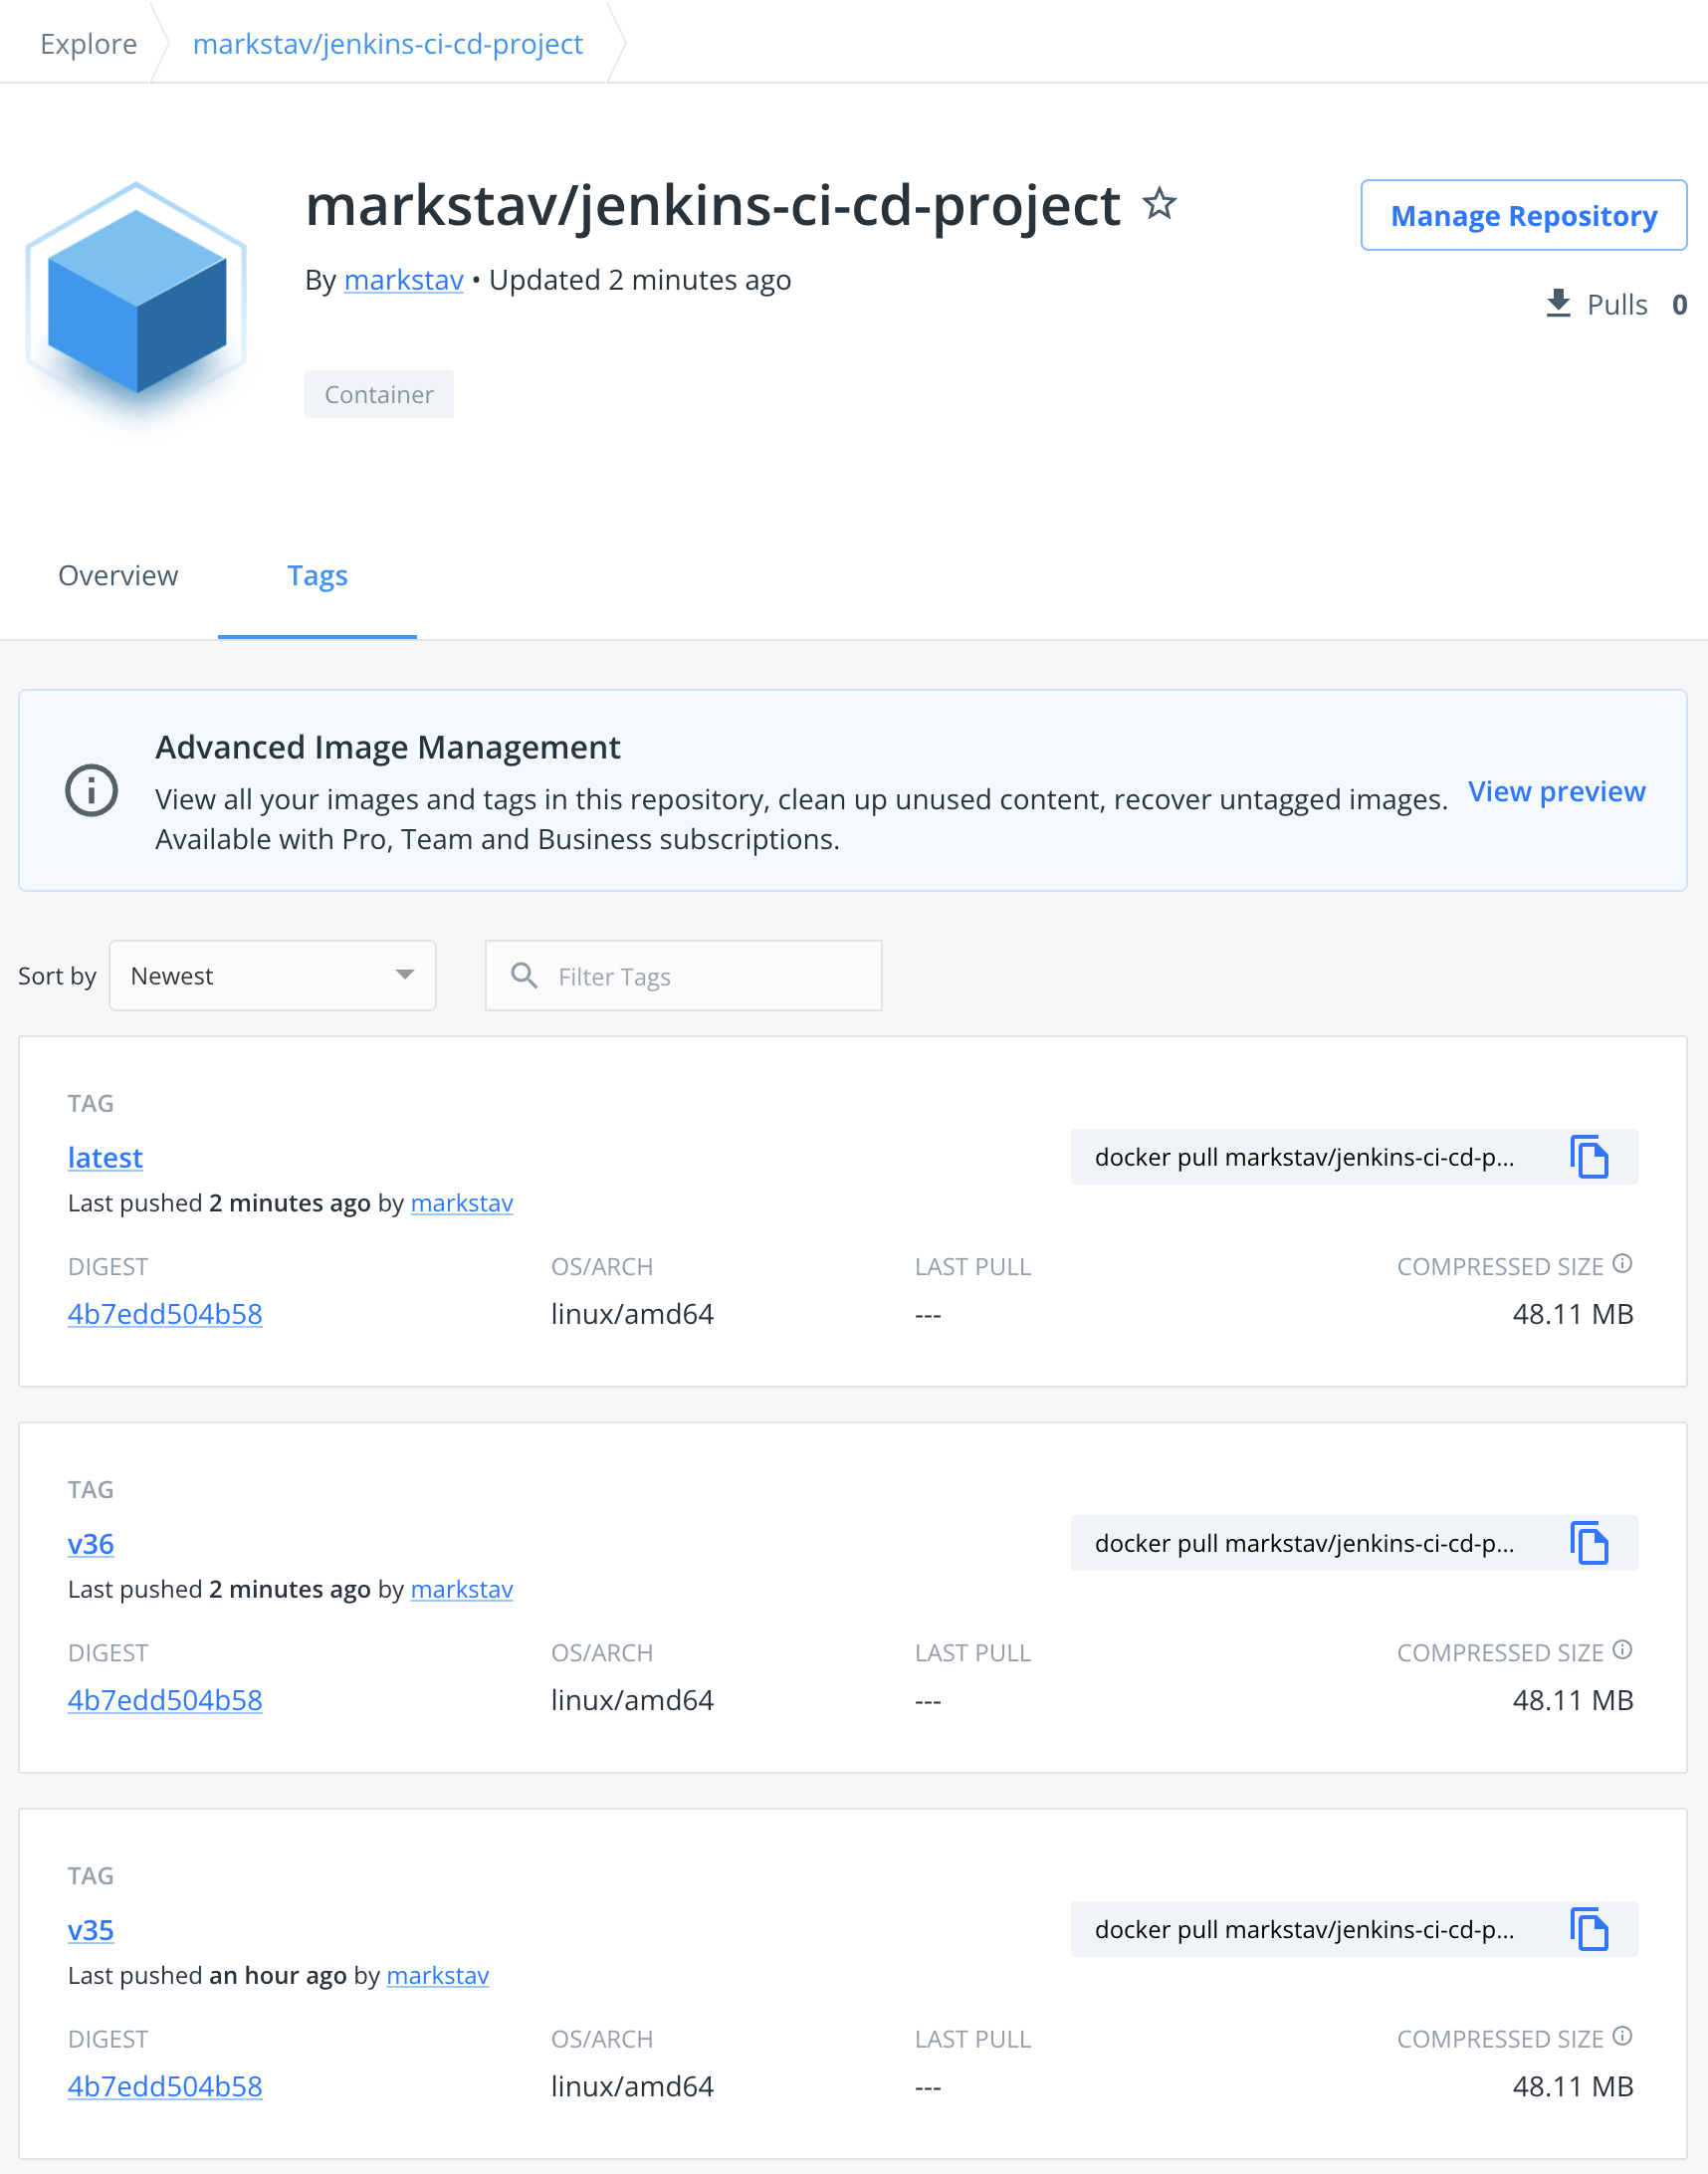 Explore
markstav/jenkins-ci-cd-project
markstav/jenkins-ci-cd-project
Manage Repository
By markstav • Updated 2 minutes ago
Pulls 0
Container
Overview
Tags
Advanced Image Management
View all your images and tags in this repository, clean up unused content, recover untagged images.
Available with Pro, Team and Business subscriptions.
View preview
Sort by
Newest
Filter Tags
TAG
latest
docker pull markstav/jenkins-ci-cd-p...
Last pushed 2 minutes ago by markstav
DIGEST
OS/ARCH
LAST PULL
COMPRESSED SIZE
4b7edd504b58
linux/amd64
---
48.11 MB
TAG
v36
docker pull markstav/jenkins-ci-cd-p...
Last pushed 2 minutes ago by markstav
DIGEST
OS/ARCH
LAST PULL
COMPRESSED SIZE
4b7edd504b58
linux/amd64
---
48.11 MB
TAG
v35
docker pull markstav/jenkins-ci-cd-p...
Last pushed an hour ago by markstav
DIGEST
OS/ARCH
LAST PULL
COMPRESSED SIZE
4b7edd504b58
linux/amd64
---
48.11 MB